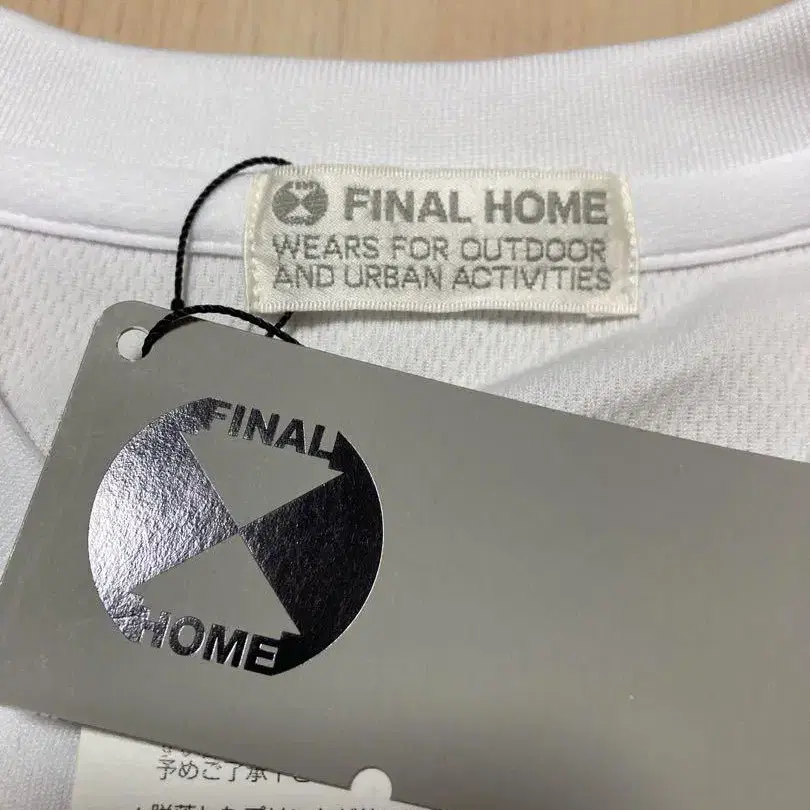 FINAL HOME
WEARS FOR OUTDOOR
AND URBAN ACTIVITIES
FINAL
HOME
予めご了承下さ